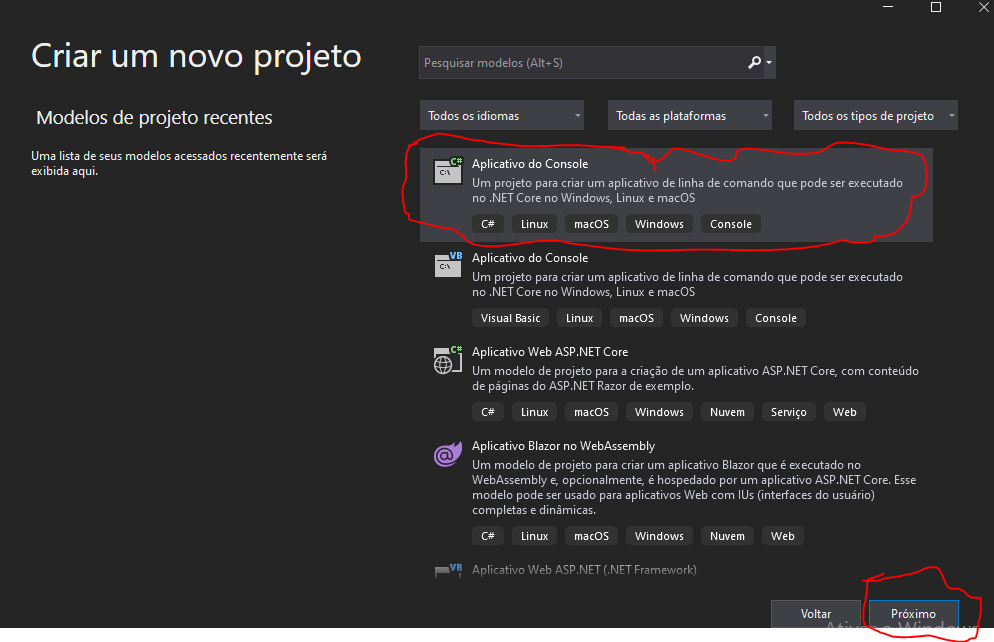 Criar um novo projeto
Pesquisar modelos (Alt+S)
Modelos de projeto recentes
Todos os idiomas
Todas as plataformas
Todos os tipos de projeto
Uma lista de seus modelos acessados recentemente será
exibida aqui.
C#
C:\
Aplicativo do Console
Um projeto para criar um aplicativo de linha de comando que pode ser executado
no .NET Core no Windows, Linux e macOS
C# Linux macOS Windows Console
VB
C:\
Aplicativo do Console
Um projeto para criar um aplicativo de linha de comando que pode ser executado
no .NET Core no Windows, Linux e macOS
Visual Basic Linux macOS Windows Console
C#
Aplicativo Web ASP.NET Core
Um modelo de projeto para a criação de um aplicativo ASP.NET Core, com conteúdo
de páginas do ASP.NET Razor de exemplo.
C# Linux macOS Windows Nuvem Serviço Web
Aplicativo Blazor no WebAssembly
Um modelo de projeto para criar um aplicativo Blazor que é executado no
WebAssembly e, opcionalmente, é hospedado por um aplicativo ASP.NET Core. Esse
modelo pode ser usado para aplicativos Web com IUs (interfaces do usuário)
completas e dinâmicas.
C# Linux macOS Windows Nuvem Web
VB
Aplicativo Web ASP.NET (.NET Framework)
Voltar
Próximo
Ativar o Windows